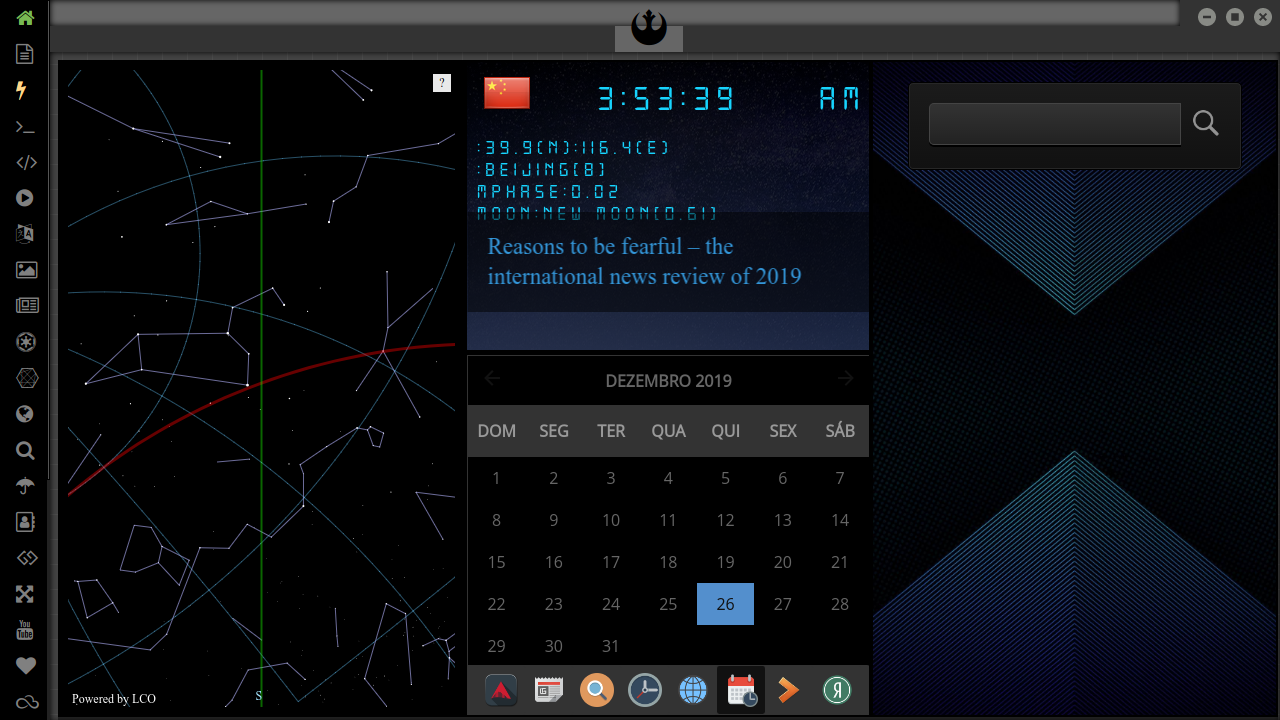 ?
Powered by LCO
S
3:53:39 AM
:39.9(N):116.4(E)
:BEIJING(8)
MPHASE:0.02
MOON:NEW MOON(0.61)
Reasons to be fearful – the
international news review of 2019
DEZEMBRO 2019
DOM SEG TER QUA QUI SEX SÁB
1 2 3 4 5 6 7
8 9 10 11 12 13 14
15 16 17 18 19 20 21
22 23 24 25 26 27 28
29 30 31
You Tube
Я